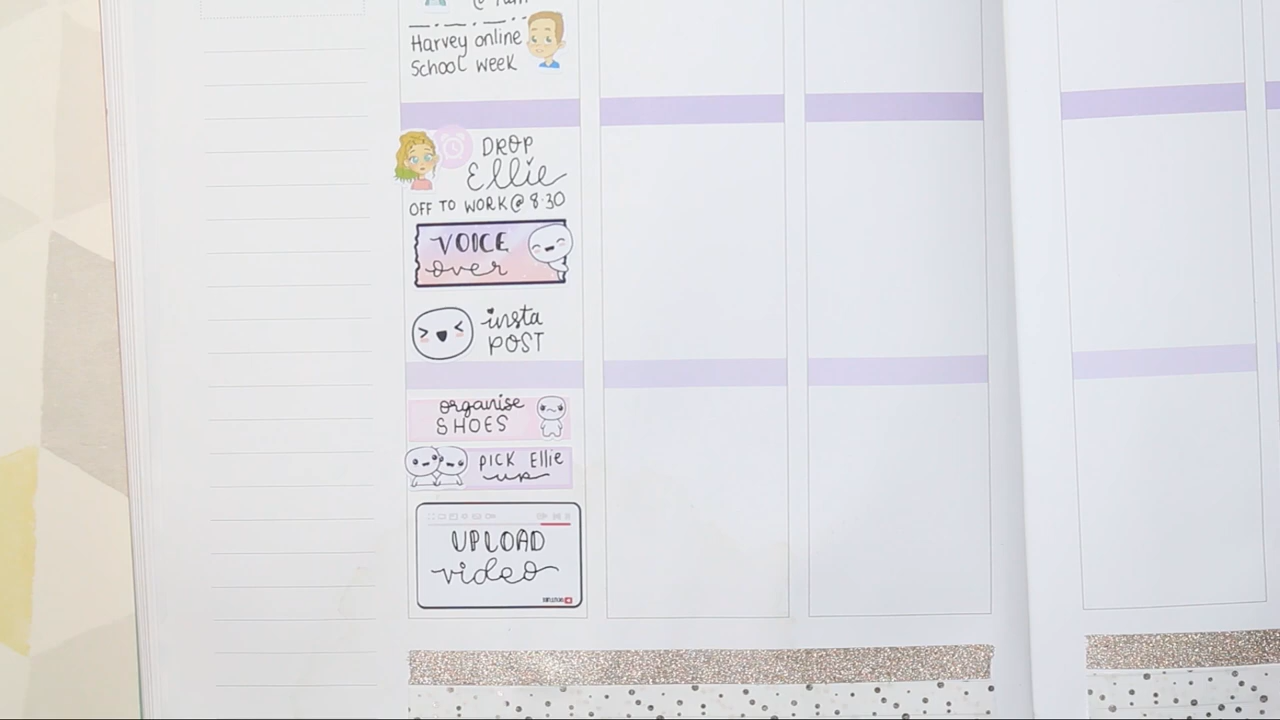 Harvey online
School week
DROP
Ellie
OFF TO WORK @ 8.30
VOICE
over
insta
POST
organise
SHOES
PICK Ellie
up
UPLOAD
video